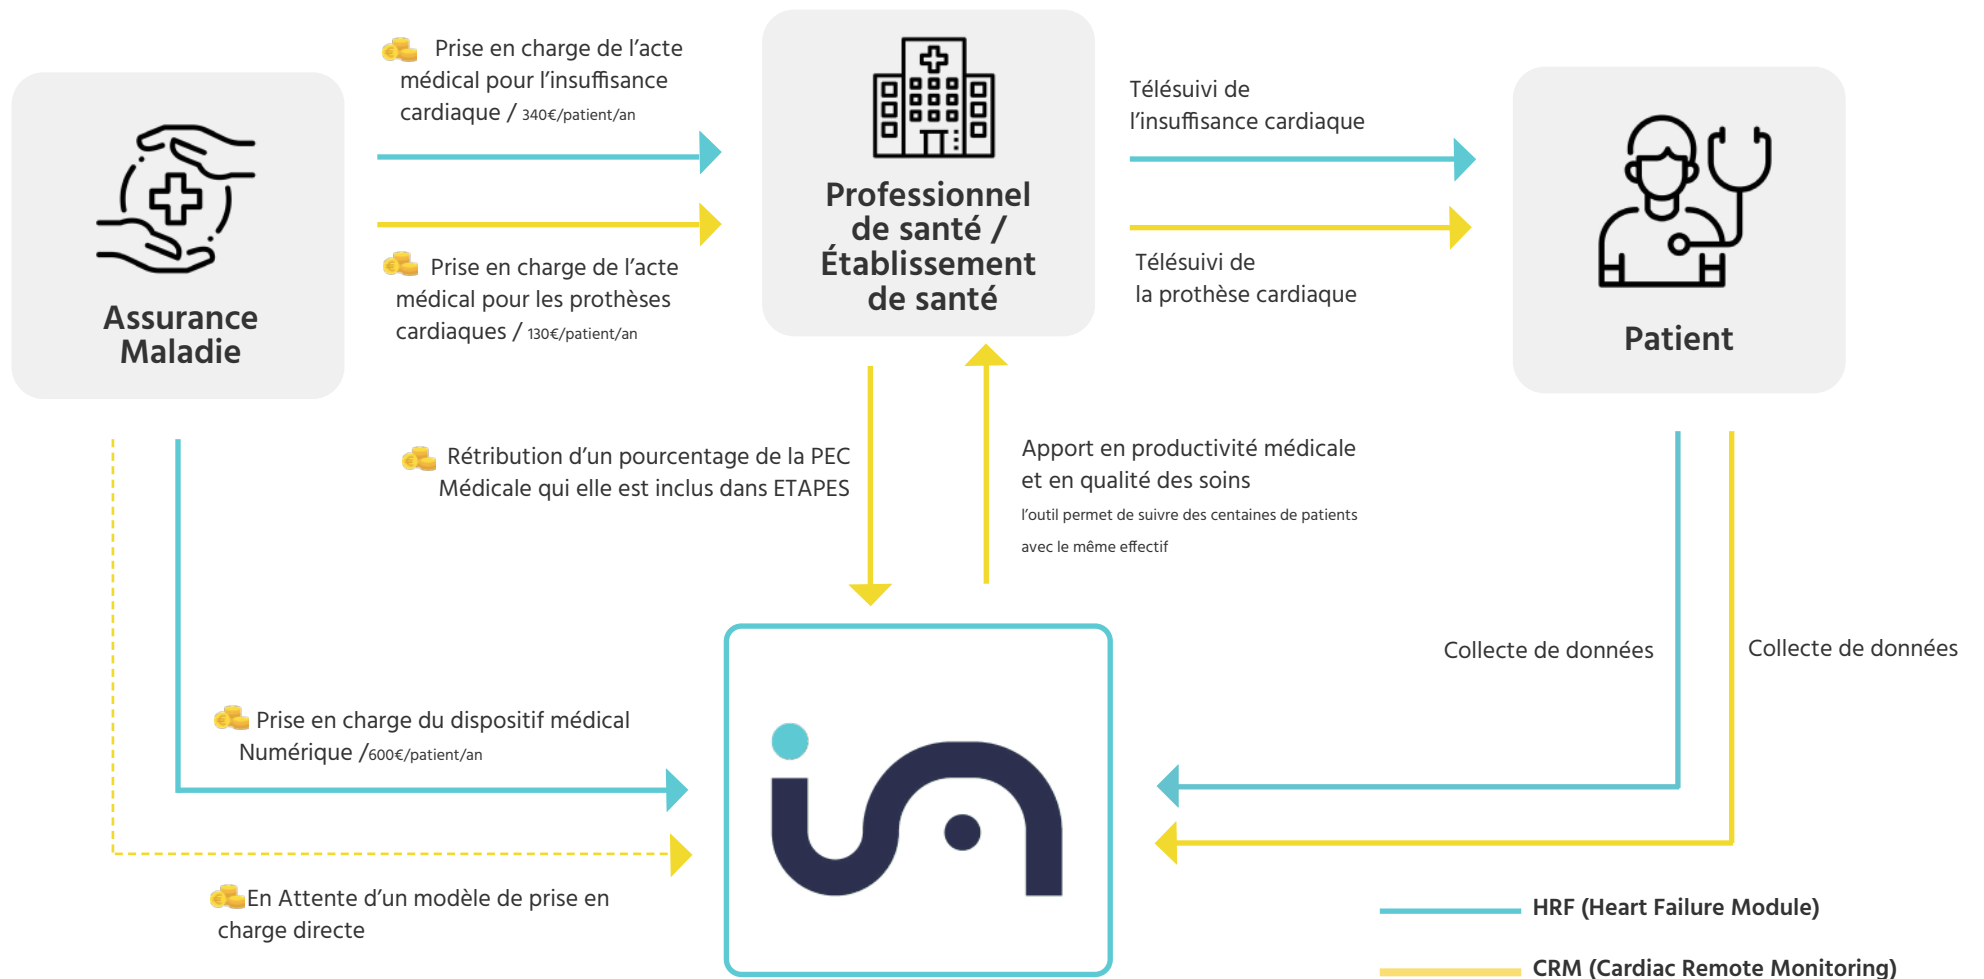 Prise en charge de l’acte
médical pour l’insuffisance
cardiaque / 340€/patient/an
Prise en charge de l’acte
médical pour les prothèses
cardiaques / 130€/patient/an
Assurance
Maladie
Professionnel
de santé /
Établissement
de santé
Télésuivi de
l’insuffisance cardiaque
Télésuivi de
la prothèse cardiaque
Patient
Rétribution d’un pourcentage de la PEC
Médicale qui elle est inclus dans ETAPES
Apport en productivité médicale
et en qualité des soins
l’outil permet de suivre des centaines de patients
avec le même effectif
Collecte de données
Collecte de données
Prise en charge du dispositif médical
Numérique /600€/patient/an
En Attente d’un modèle de prise en
charge directe
HRF (Heart Failure Module)
CRM (Cardiac Remote Monitoring)